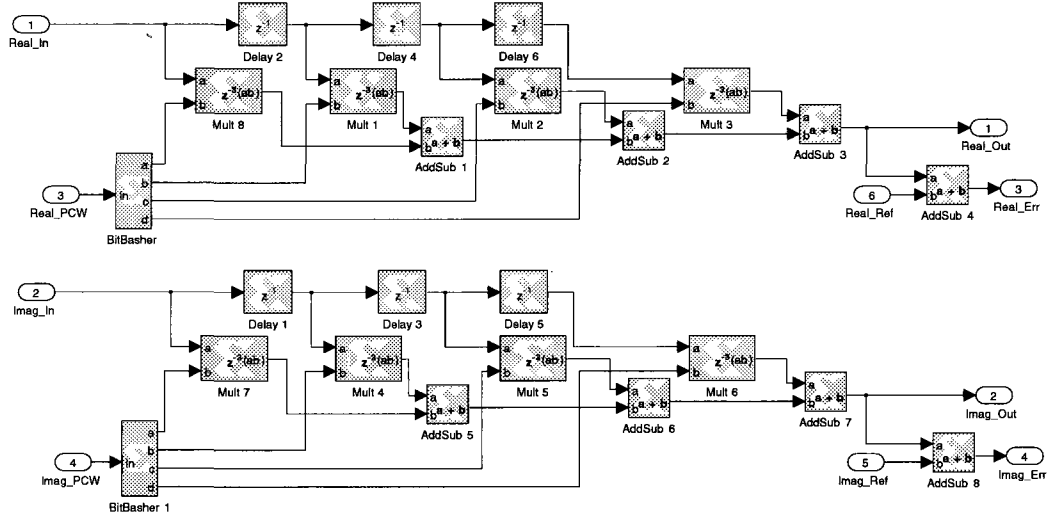 1
Real_In
z⁻¹
Delay 2
z⁻¹
Delay 4
z⁻¹
Delay 6
a
b
z⁻³(ab)
Mult 8
a
b
z⁻³(ab)
Mult 1
a
b
z⁻³(ab)
Mult 2
a
b
z⁻³(ab)
Mult 3
a
b
a + b
AddSub 1
a
b
a + b
AddSub 2
a
b
a + b
AddSub 3
1
Real_Out
3
Real_PCW
in
a
b
c
d
BitBasher
6
Real_Ref
a
b
a + b
AddSub 4
3
Real_Err
2
Imag_In
z⁻¹
Delay 1
z⁻¹
Delay 3
z⁻¹
Delay 5
a
b
z⁻³(ab)
Mult 7
a
b
z⁻³(ab)
Mult 4
a
b
z⁻³(ab)
Mult 5
a
b
z⁻³(ab)
Mult 6
a
b
a + b
AddSub 5
a
b
a + b
AddSub 6
a
b
a + b
AddSub 7
2
Imag_Out
4
Imag_PCW
in
a
b
c
d
BitBasher 1
5
Imag_Ref
a
b
a + b
AddSub 8
4
Imag_Err